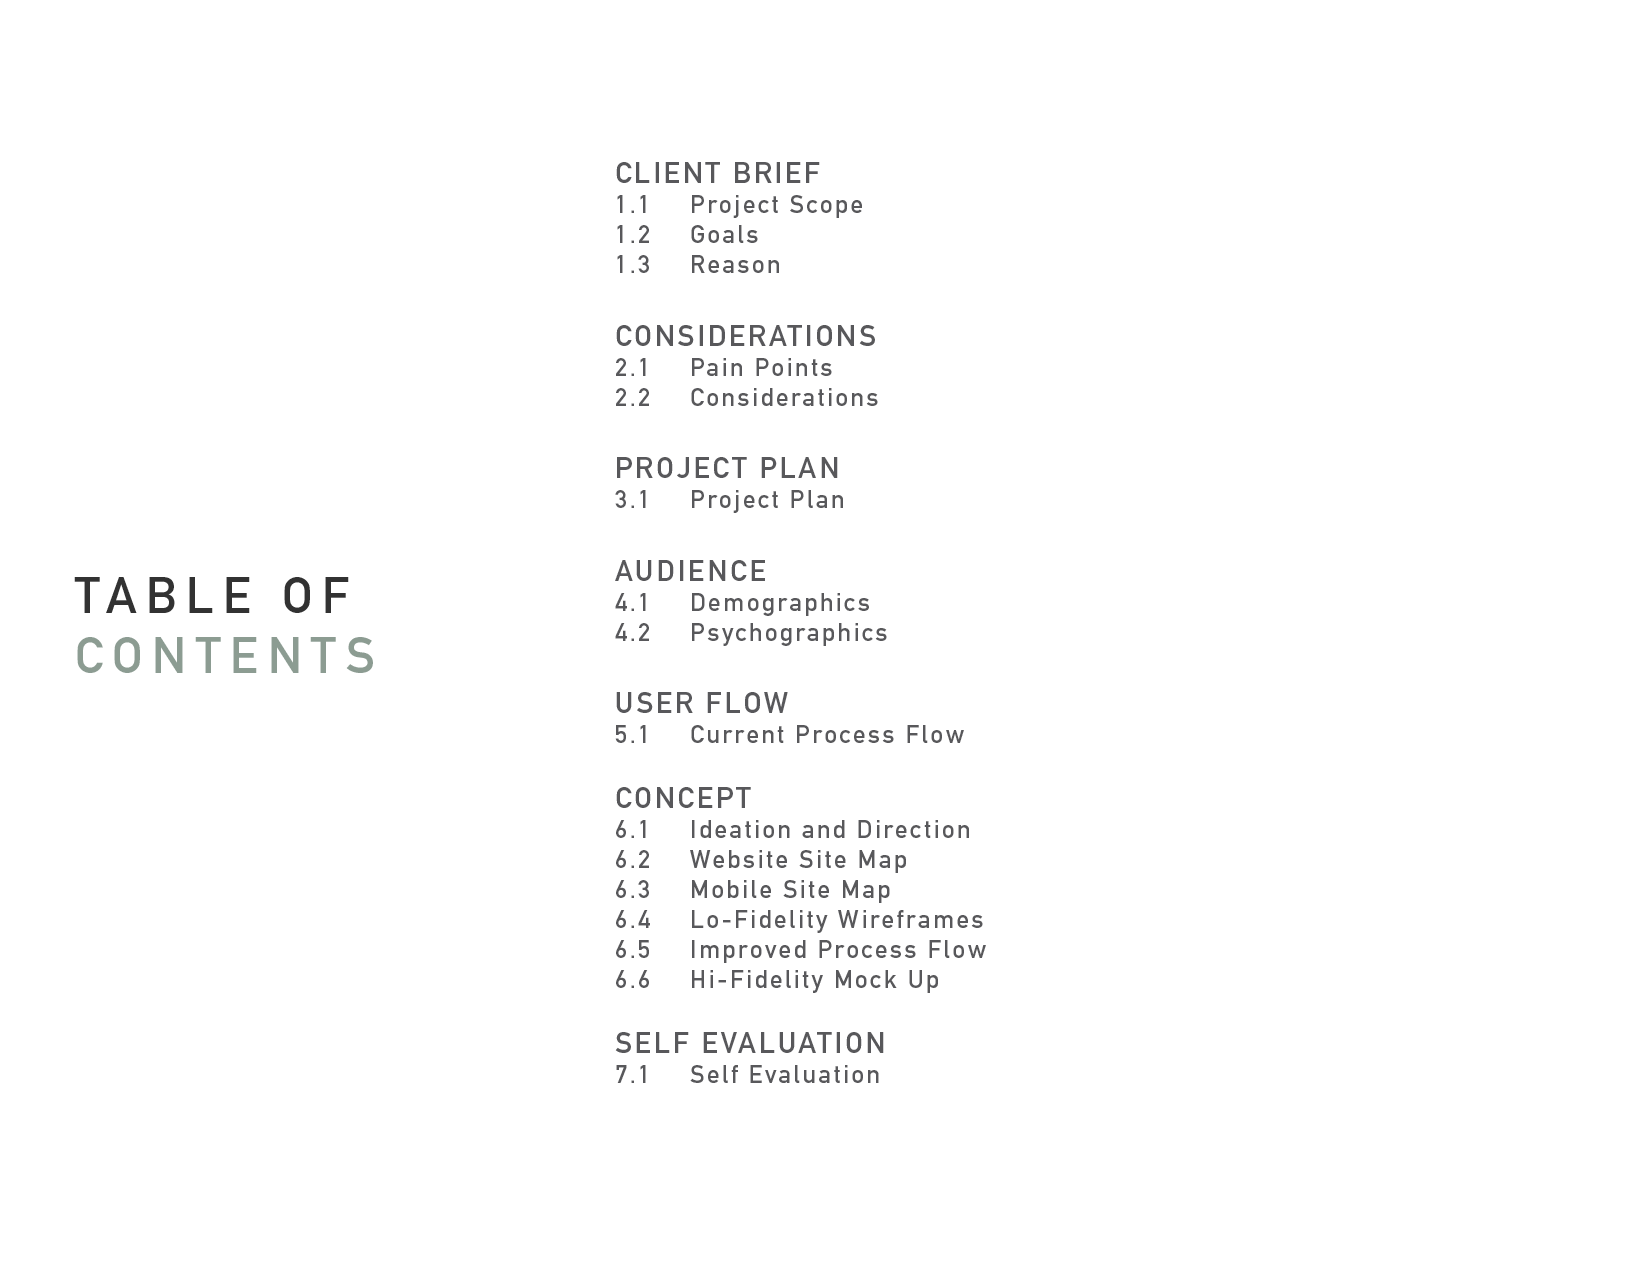 TABLE OF
CONTENTS
CLIENT BRIEF
1.1 Project Scope
1.2 Goals
1.3 Reason
CONSIDERATIONS
2.1 Pain Points
2.2 Considerations
PROJECT PLAN
3.1 Project Plan
AUDIENCE
4.1 Demographics
4.2 Psychographics
USER FLOW
5.1 Current Process Flow
CONCEPT
6.1 Ideation and Direction
6.2 Website Site Map
6.3 Mobile Site Map
6.4 Lo-Fidelity Wireframes
6.5 Improved Process Flow
6.6 Hi-Fidelity Mock Up
SELF EVALUATION
7.1 Self Evaluation